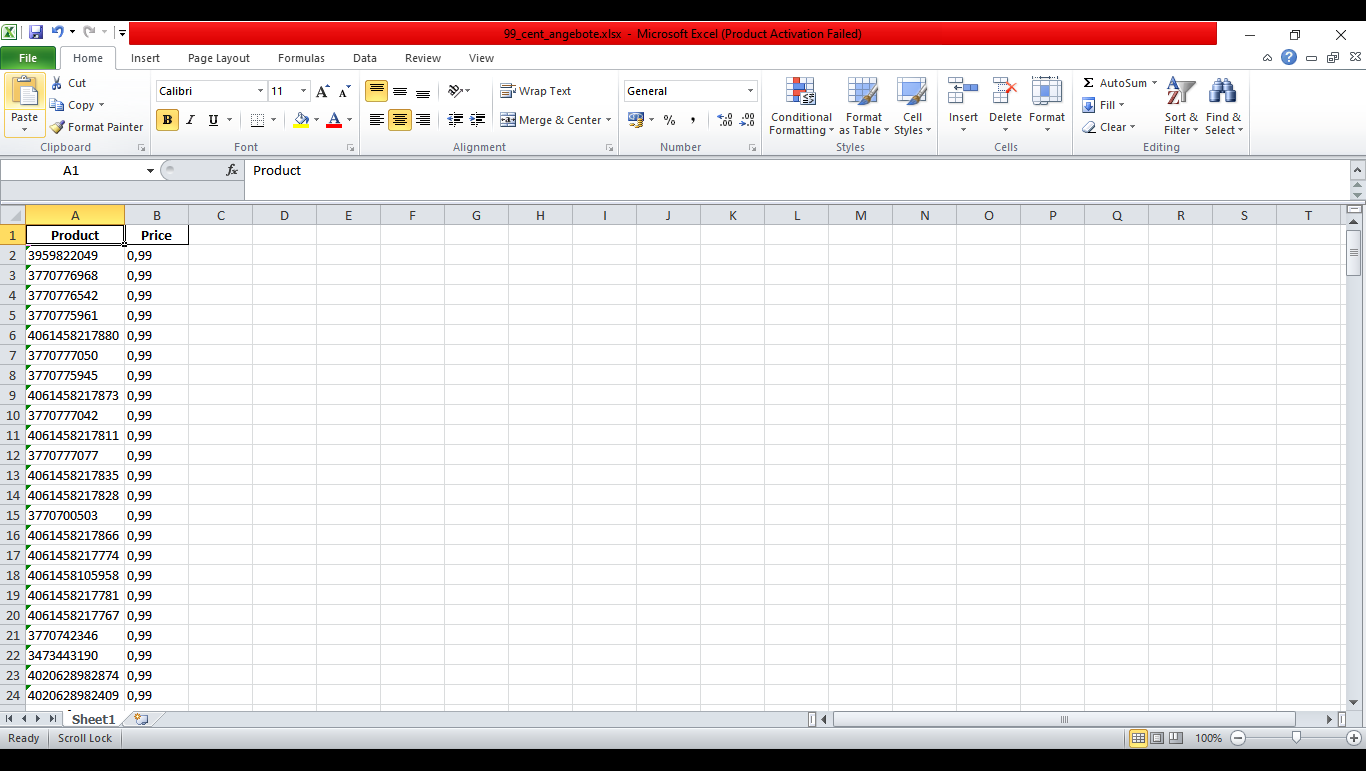 99_cent_angebote.xlsx - Microsoft Excel (Product Activation Failed)
File Home Insert Page Layout Formulas Data Review View
Paste
Cut
Copy
Format Painter
Clipboard
Calibri 11
B I U
Font
Wrap Text
Merge & Center
Alignment
General
%
Number
Conditional Formatting
Format as Table
Cell Styles
Styles
Insert Delete Format
Cells
Σ AutoSum
Fill
Clear
Sort & Filter
Find & Select
Editing
A1 fx Product
A B C D E F G H I J K L M N O P Q R S T
1 Product Price
2 3959822049 0,99
3 3770776968 0,99
4 3770776542 0,99
5 3770775961 0,99
6 4061458217880 0,99
7 3770777050 0,99
8 3770775945 0,99
9 4061458217873 0,99
10 3770777042 0,99
11 4061458217811 0,99
12 3770777077 0,99
13 4061458217835 0,99
14 4061458217828 0,99
15 3770700503 0,99
16 4061458217866 0,99
17 4061458217774 0,99
18 4061458105958 0,99
19 4061458217781 0,99
20 4061458217767 0,99
21 3770742346 0,99
22 3473443190 0,99
23 4020628982874 0,99
24 4020628982409 0,99
Sheet1
Ready Scroll Lock 100%